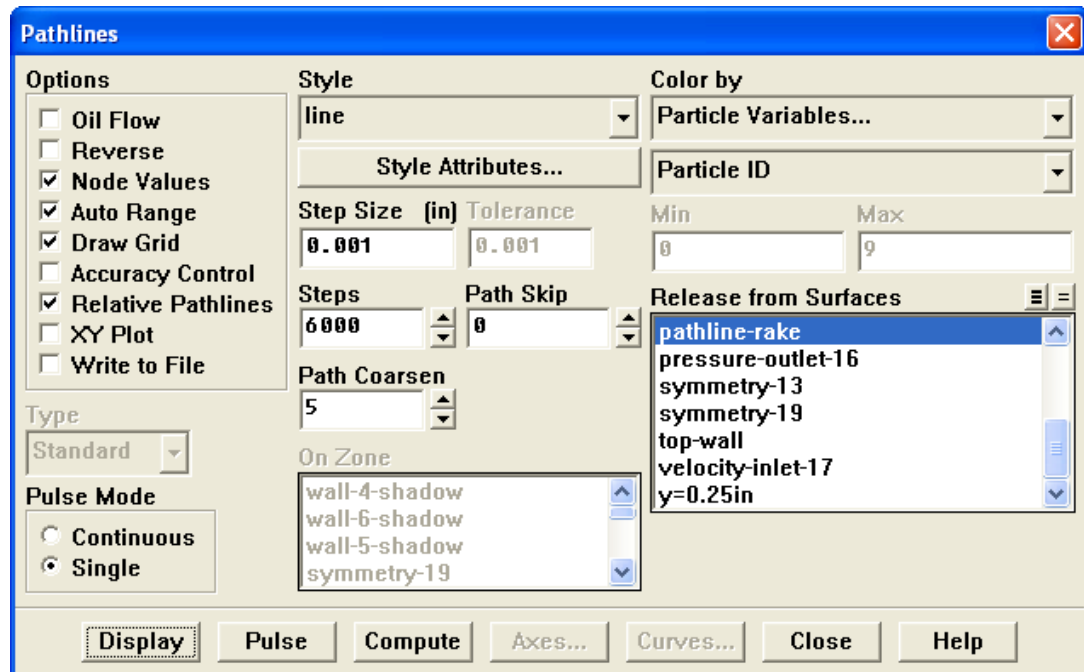 Pathlines
Options
Oil Flow
Reverse
Node Values
Auto Range
Draw Grid
Accuracy Control
Relative Pathlines
XY Plot
Write to File
Type
Standard
Pulse Mode
Continuous
Single
Style
line
Style Attributes...
Step Size (in) Tolerance
0.001 0.001
Steps Path Skip
6000 0
Path Coarsen
5
On Zone
wall-4-shadow
wall-6-shadow
wall-5-shadow
symmetry-19
Color by
Particle Variables...
Particle ID
Min Max
0 9
Release from Surfaces
pathline-rake
pressure-outlet-16
symmetry-13
symmetry-19
top-wall
velocity-inlet-17
y=0.25in
Display Pulse Compute Axes... Curves... Close Help